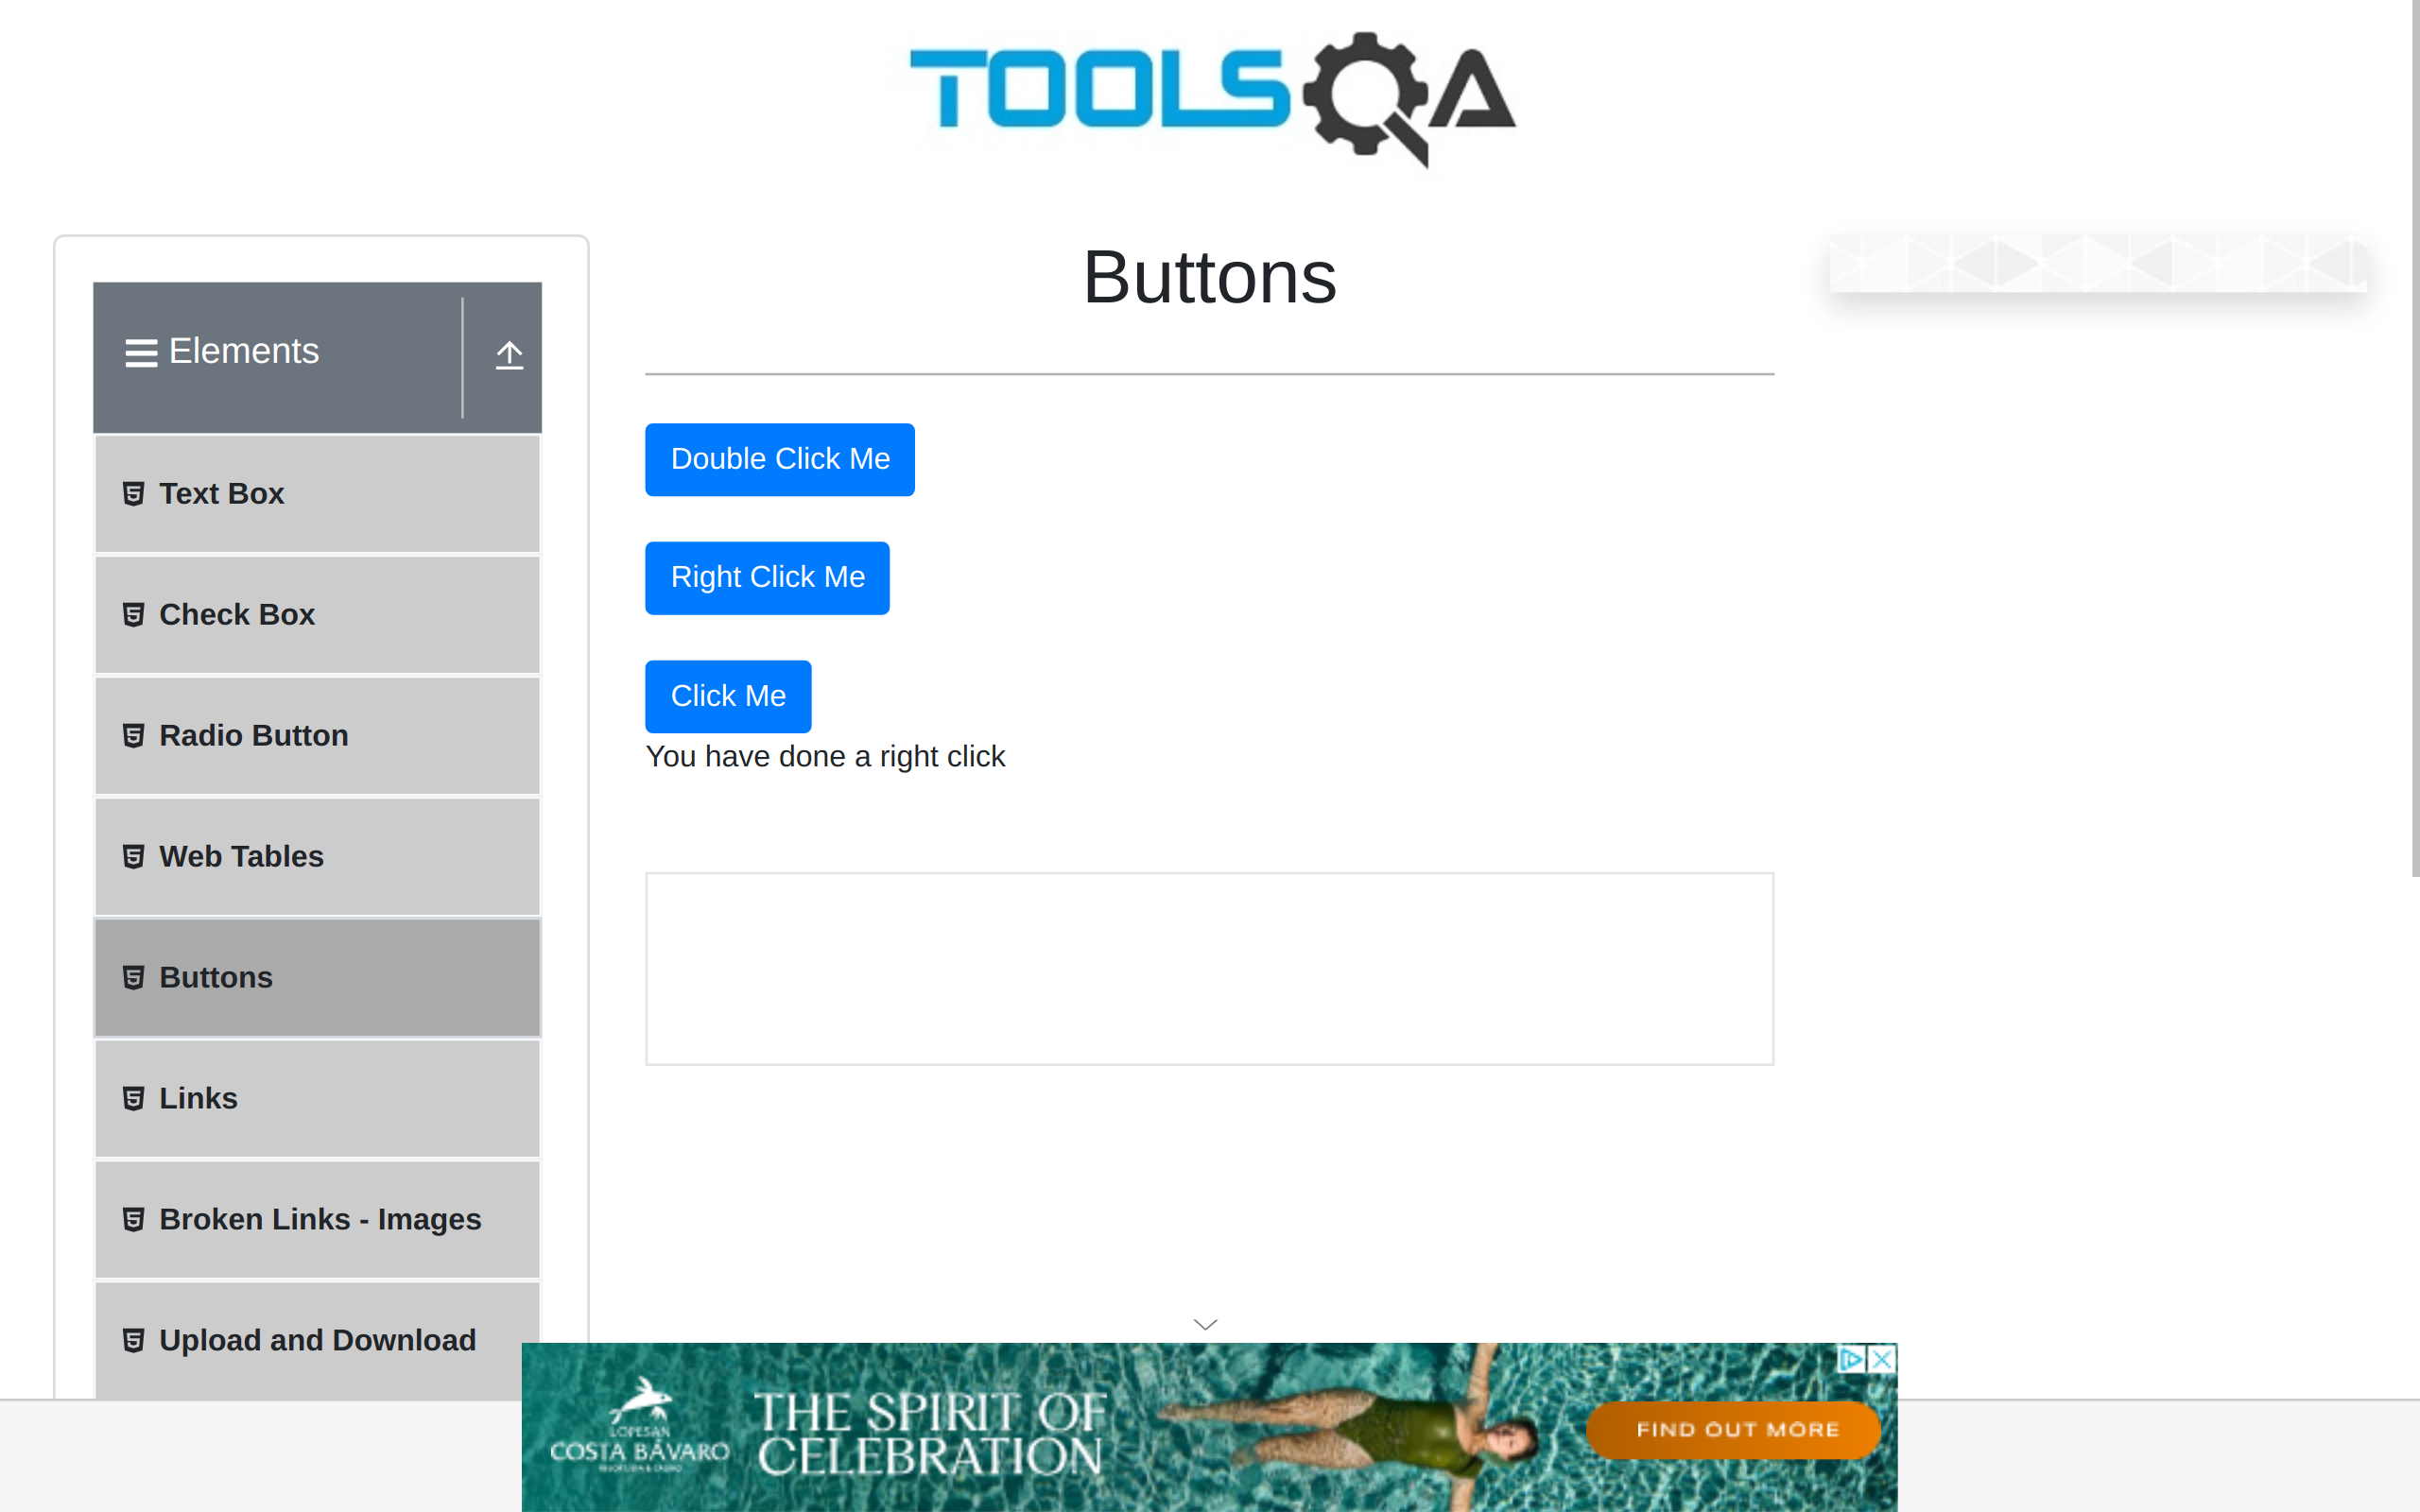 TOOLSQA
Buttons
Elements
Text Box
Check Box
Radio Button
Web Tables
Buttons
Links
Broken Links - Images
Upload and Download
Double Click Me
Right Click Me
Click Me
You have done a right click
LOPESAN
COSTA BÁVARO
THE SPIRIT OF
CELEBRATION
FIND OUT MORE